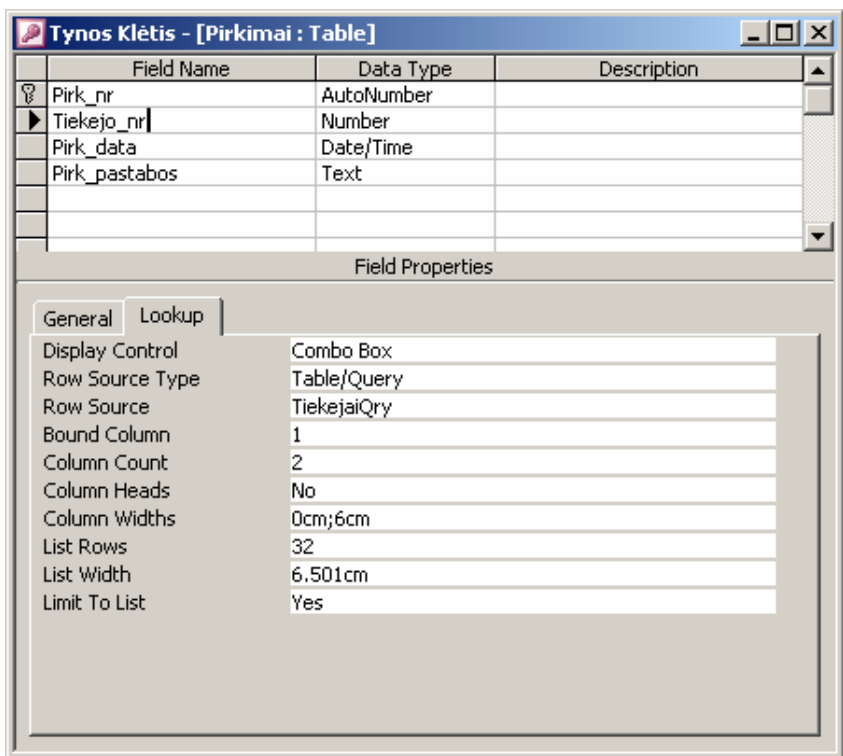 Tynos Klėtis - [Pirkimai : Table]
Field Name Data Type Description
Pirk_nr AutoNumber
Tiekejo_nr Number
Pirk_data Date/Time
Pirk_pastabos Text
Field Properties
General Lookup
Display Control Combo Box
Row Source Type Table/Query
Row Source TiekejaiQry
Bound Column 1
Column Count 2
Column Heads No
Column Widths 0cm;6cm
List Rows 32
List Width 6.501cm
Limit To List Yes